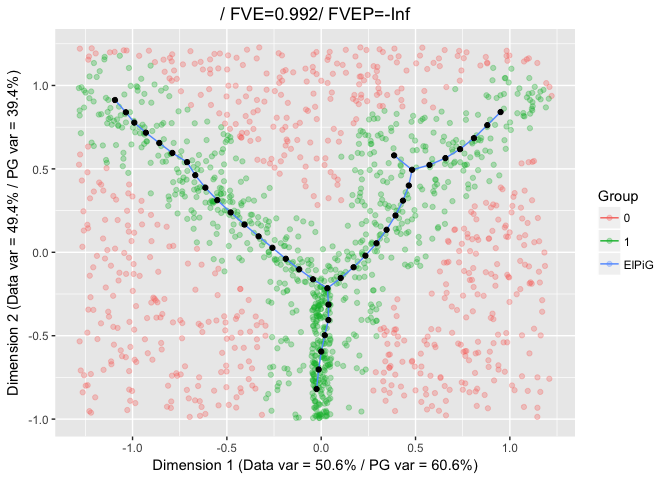 / FVE=0.992/ FVEP=-Inf
Dimension 2 (Data var = 49.4% / PG var = 39.4%)
1.0
0.5
0.0
-0.5
-1.0
-1.0 -0.5 0.0 0.5 1.0
Dimension 1 (Data var = 50.6% / PG var = 60.6%)
Group
0
1
ElPiG